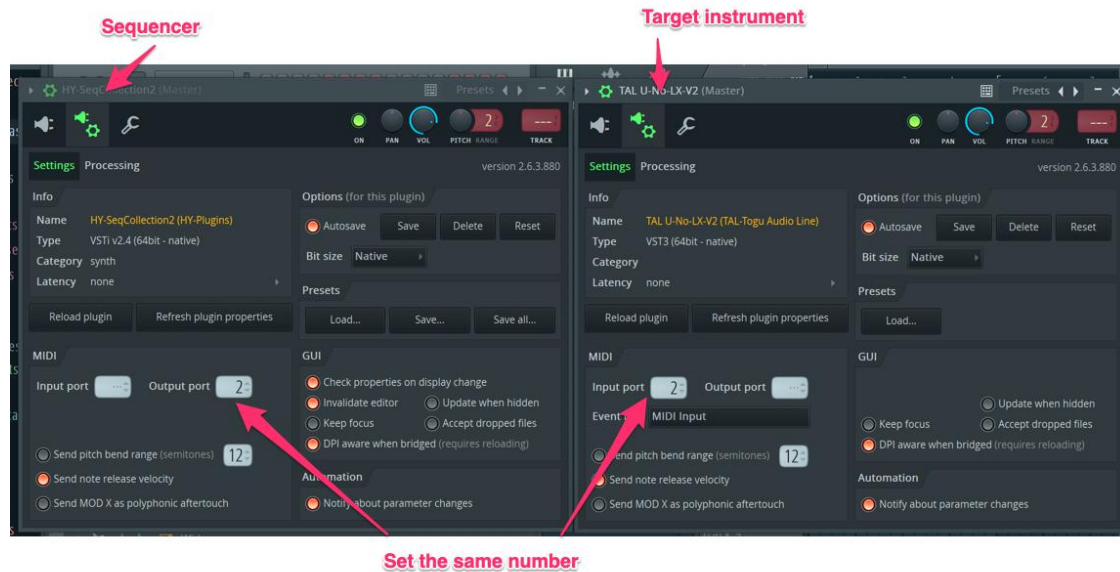 Sequencer
Target instrument
HY-SeqCollection2 (Master)
Presets
ON PAN VOL PITCH RANGE TRACK
2
---
Settings Processing
version 2.6.3.880
Info
Name HY-SeqCollection2 (HY-Plugins)
Type VSTi v2.4 (64bit - native)
Category synth
Latency none
Reload plugin Refresh plugin properties
Options (for this plugin)
Autosave Save Delete Reset
Bit size Native
Presets
Load... Save... Save all...
MIDI
Input port --- Output port 2
Send pitch bend range (semitones) 12
Send note release velocity
Send MOD X as polyphonic aftertouch
GUI
Check properties on display change
Invalidate editor Update when hidden
Keep focus Accept dropped files
DPI aware when bridged (requires reloading)
Automation
Notify about parameter changes
TAL U-No-LX-V2 (Master)
Presets
ON PAN VOL PITCH RANGE TRACK
2
---
Settings Processing
version 2.6.3.880
Info
Name TAL U-No-LX-V2 (TAL-Togu Audio Line)
Type VST3 (64bit - native)
Category
Latency none
Reload plugin Refresh plugin properties
Options (for this plugin)
Autosave Save Delete Reset
Bit size Native
Presets
Load...
MIDI
Input port 2 Output port ---
Event MIDI Input
Send pitch bend range (semitones) 12
Send note release velocity
Send MOD X as polyphonic aftertouch
GUI
Update when hidden
Keep focus Accept dropped files
DPI aware when bridged (requires reloading)
Automation
Notify about parameter changes
Set the same number